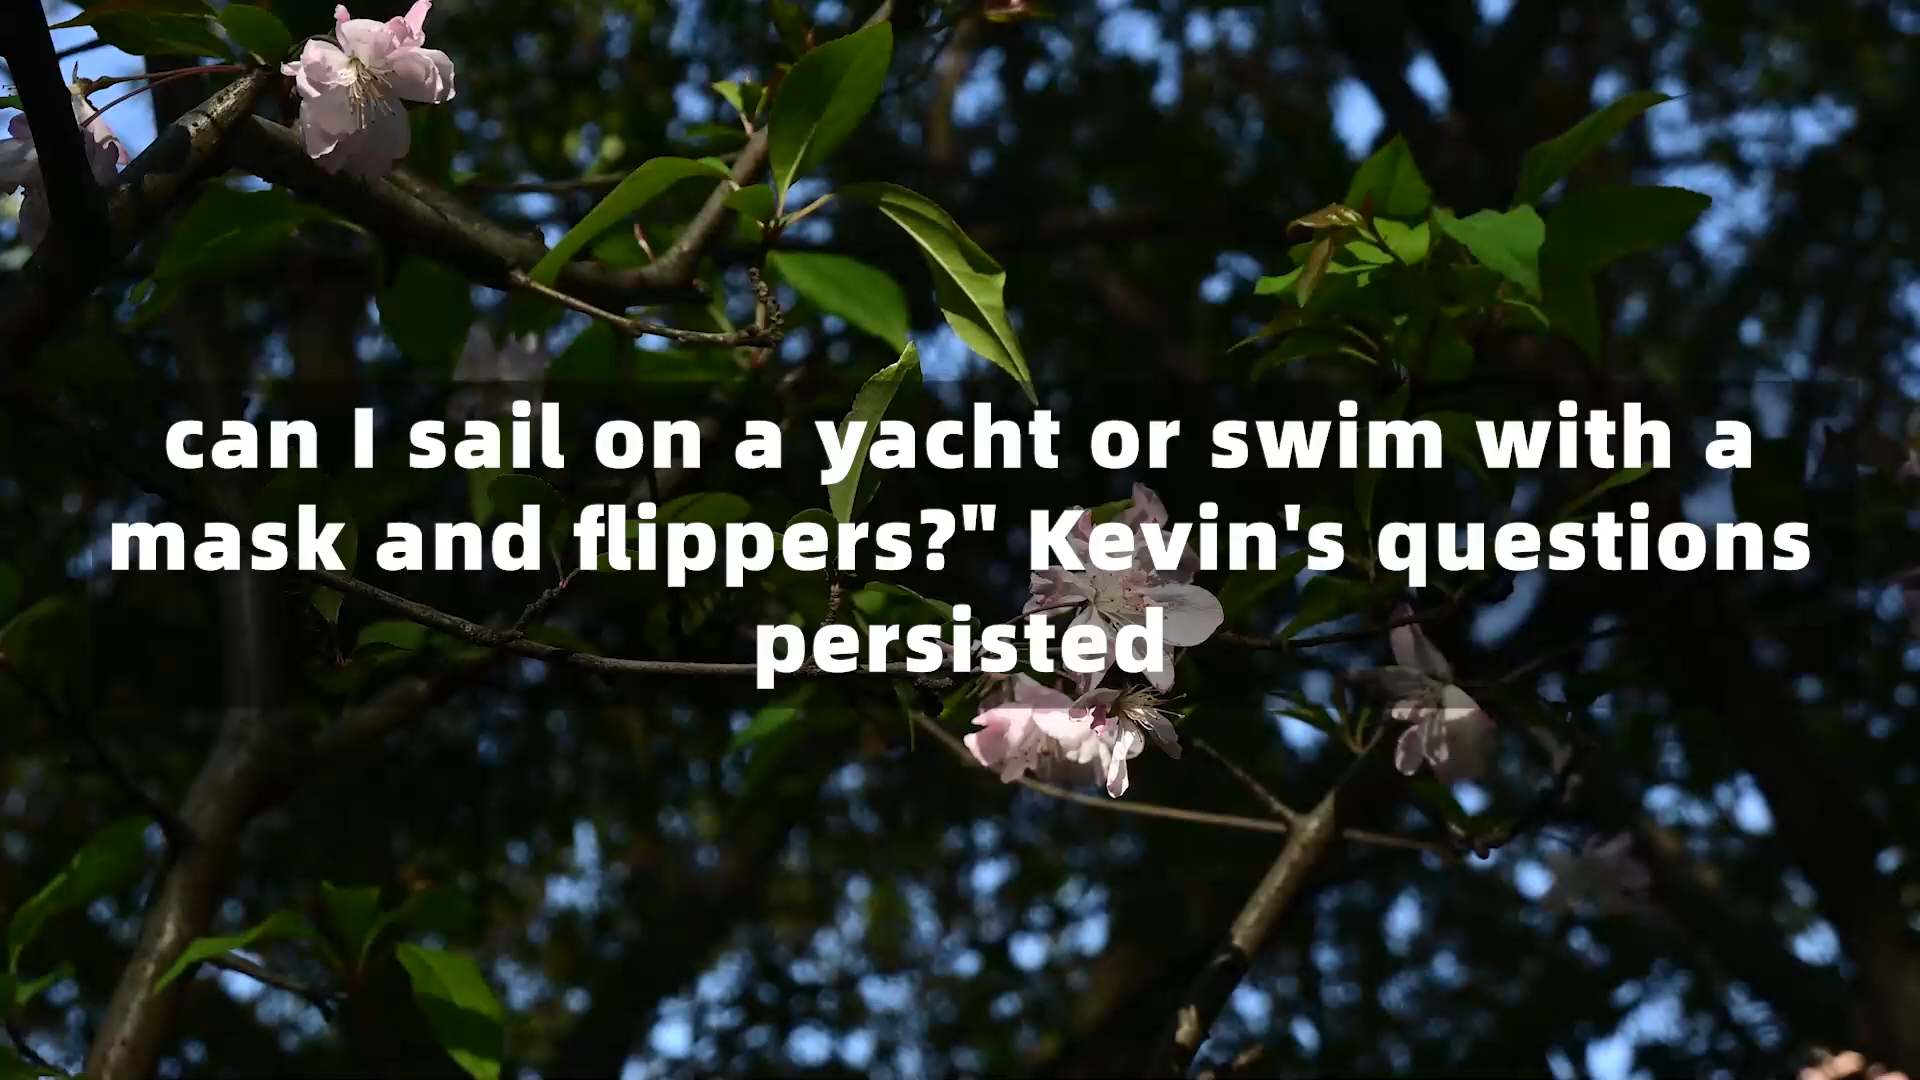 can I sail on a yacht or swim with a
mask and flippers?" Kevin's questions
persisted